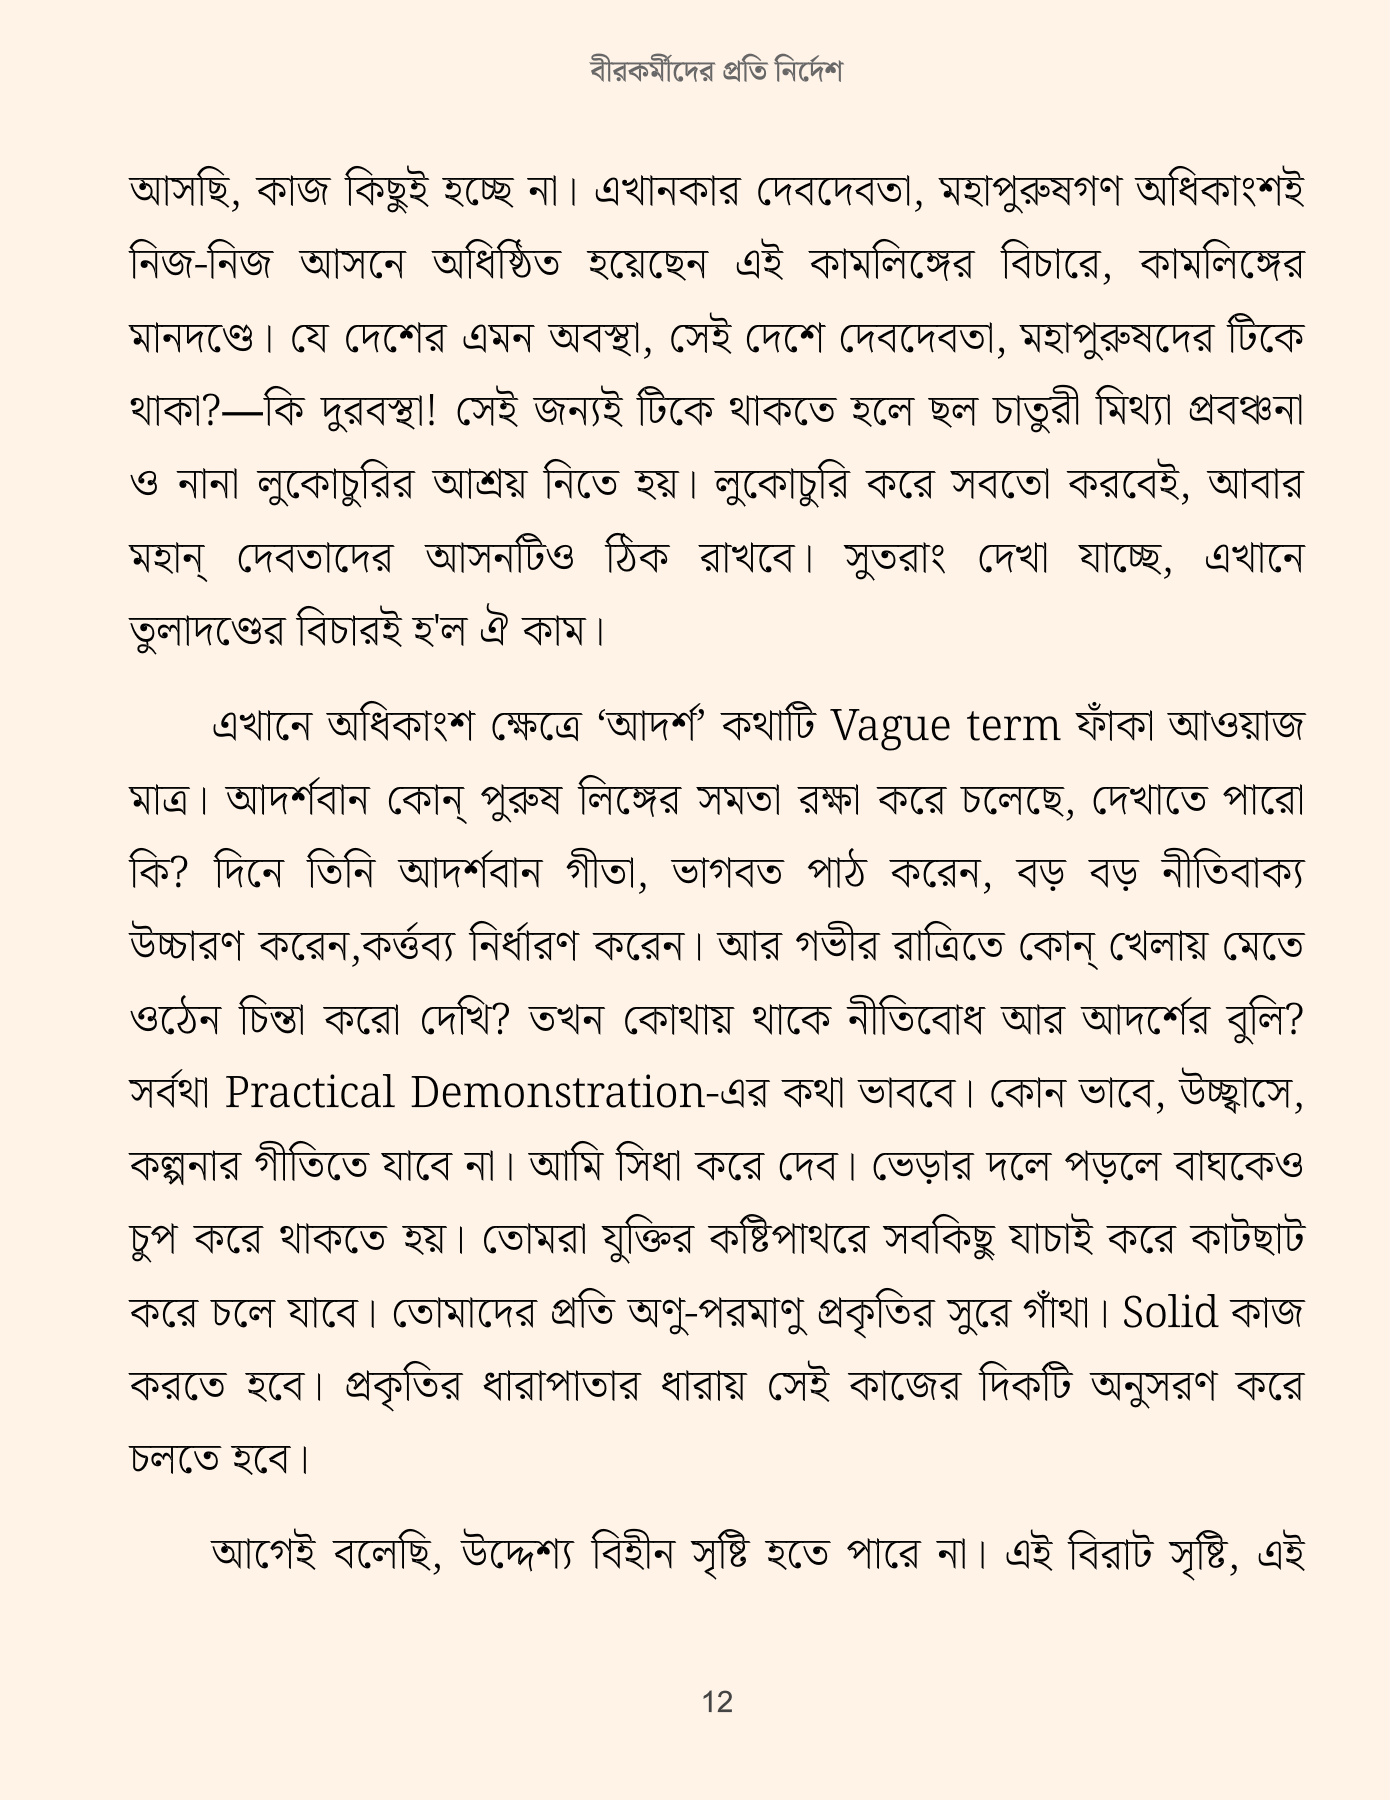 বীরকর্মীদের প্রতি নির্দেশ
আসছি, কাজ কিছুই হচ্ছে না। এখানকার দেবদেবতা, মহাপুরুষগণ অধিকাংশই
নিজ-নিজ আসনে অধিষ্ঠিত হয়েছেন এই কামলিঙ্গের বিচারে, কামলিঙ্গের
মানদণ্ডে। যে দেশের এমন অবস্থা, সেই দেশে দেবদেবতা, মহাপুরুষদের টিকে
থাকা?—কি দুরবস্থা! সেই জন্যই টিকে থাকতে হলে ছল চাতুরী মিথ্যা প্রবঞ্চনা
ও নানা লুকোচুরির আশ্রয় নিতে হয়। লুকোচুরি করে সবতো করবেই, আবার
মহান্ দেবতাদের আসনটিও ঠিক রাখবে। সুতরাং দেখা যাচ্ছে, এখানে
তুলাদণ্ডের বিচারই হ'ল ঐ কাম।
এখানে অধিকাংশ ক্ষেত্রে ‘আদর্শ’ কথাটি Vague term ফাঁকা আওয়াজ
মাত্র। আদর্শবান কোন্ পুরুষ লিঙ্গের সমতা রক্ষা করে চলেছে, দেখাতে পারো
কি? দিনে তিনি আদর্শবান গীতা, ভাগবত পাঠ করেন, বড় বড় নীতিবাক্য
উচ্চারণ করেন,কর্ত্তব্য নির্ধারণ করেন। আর গভীর রাত্রিতে কোন্ খেলায় মেতে
ওঠেন চিন্তা করো দেখি? তখন কোথায় থাকে নীতিবোধ আর আদর্শের বুলি?
সর্বথা Practical Demonstration-এর কথা ভাববে। কোন ভাবে, উচ্ছ্বাসে,
কল্পনার গীতিতে যাবে না। আমি সিধা করে দেব। ভেড়ার দলে পড়লে বাঘকেও
চুপ করে থাকতে হয়। তোমরা যুক্তির কষ্টিপাথরে সবকিছু যাচাই করে কাটছাট
করে চলে যাবে। তোমাদের প্রতি অণু-পরমাণু প্রকৃতির সুরে গাঁথা। Solid কাজ
করতে হবে। প্রকৃতির ধারাপাতার ধারায় সেই কাজের দিকটি অনুসরণ করে
চলতে হবে।
আগেই বলেছি, উদ্দেশ্য বিহীন সৃষ্টি হতে পারে না। এই বিরাট সৃষ্টি, এই
12